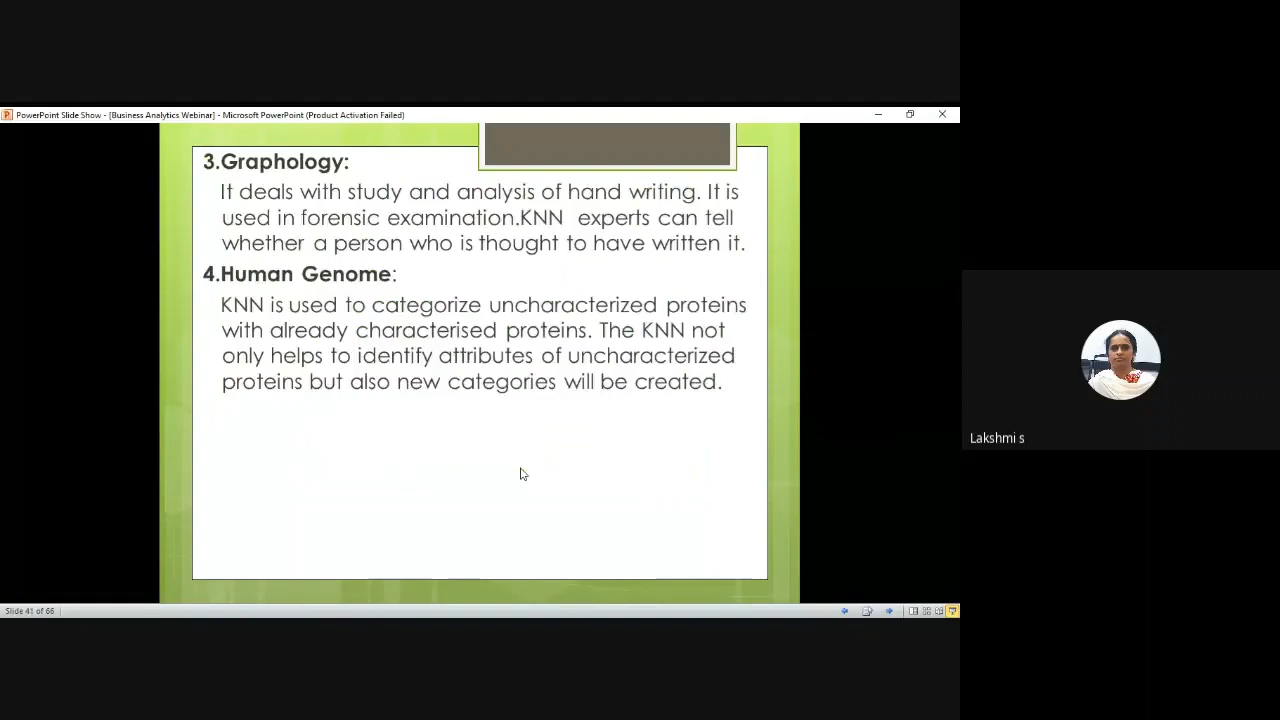 PowerPoint Slide Show - [Business Analytics Webinar] - Microsoft PowerPoint (Product Activation Failed)
3.Graphology:
It deals with study and analysis of hand writing. It is
used in forensic examination.KNN experts can tell
whether a person who is thought to have written it.
4.Human Genome:
KNN is used to categorize uncharacterized proteins
with already characterised proteins. The KNN not
only helps to identify attributes of uncharacterized
proteins but also new categories will be created.
Lakshmi s
Slide 41 of 66